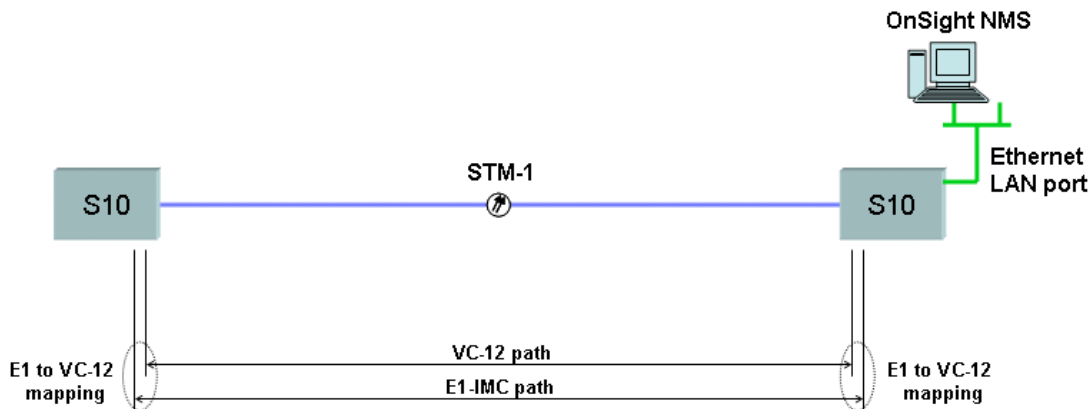 OnSight NMS
Ethernet
LAN port
STM-1
S10
S10
VC-12 path
E1 to VC-12
mapping
E1-IMC path
E1 to VC-12
mapping